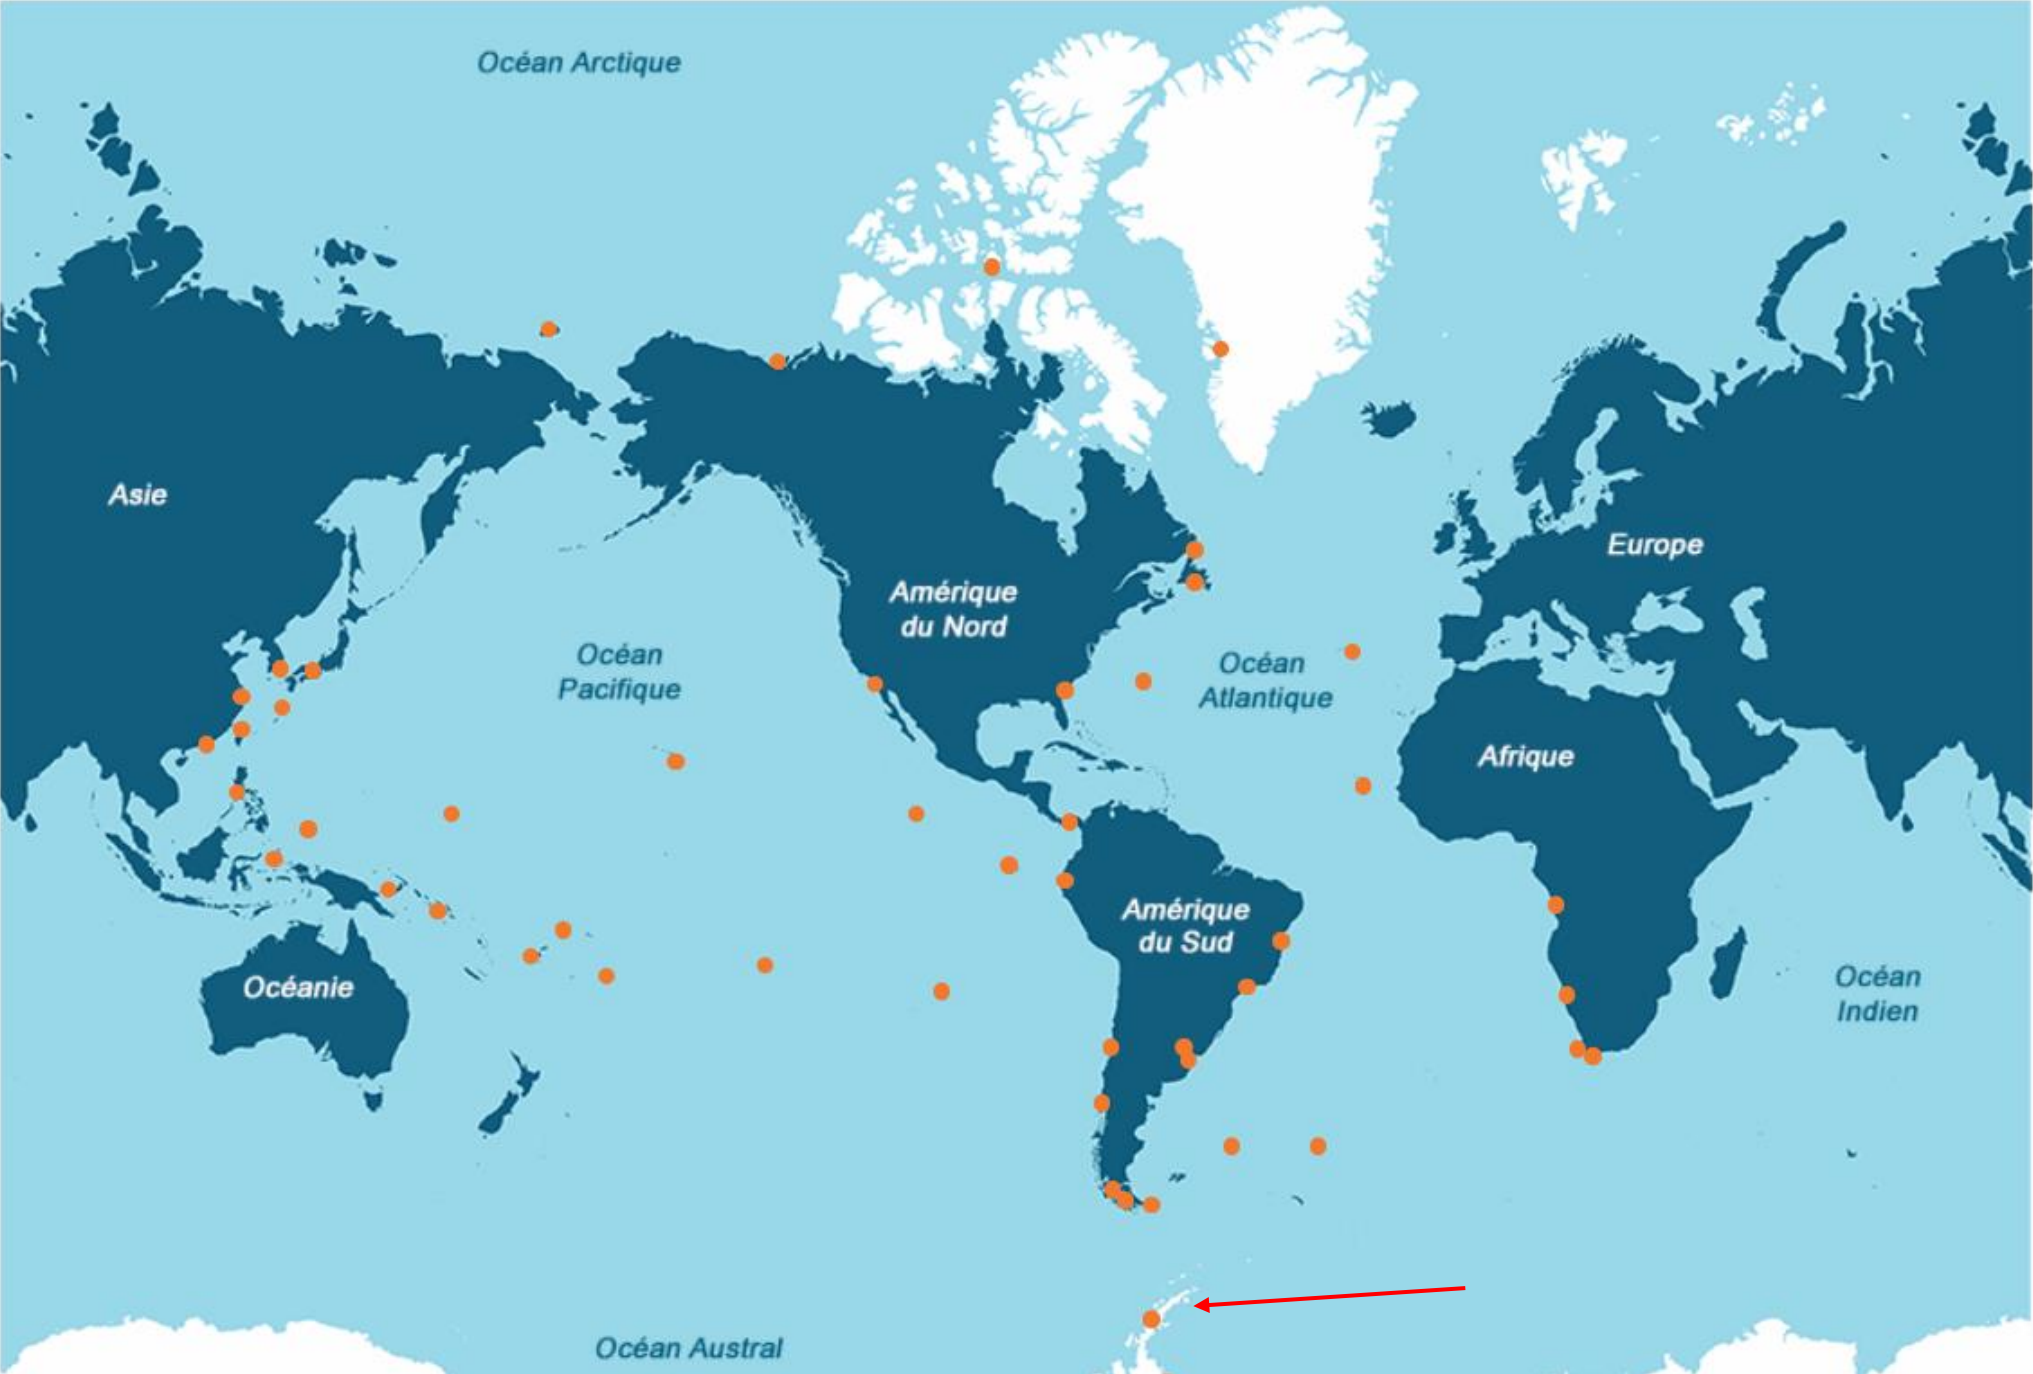 Océan Arctique
Asie
Europe
Amérique
du Nord
Océan
Pacifique
Océan
Atlantique
Afrique
Amérique
du Sud
Océanie
Océan
Indien
Océan Austral